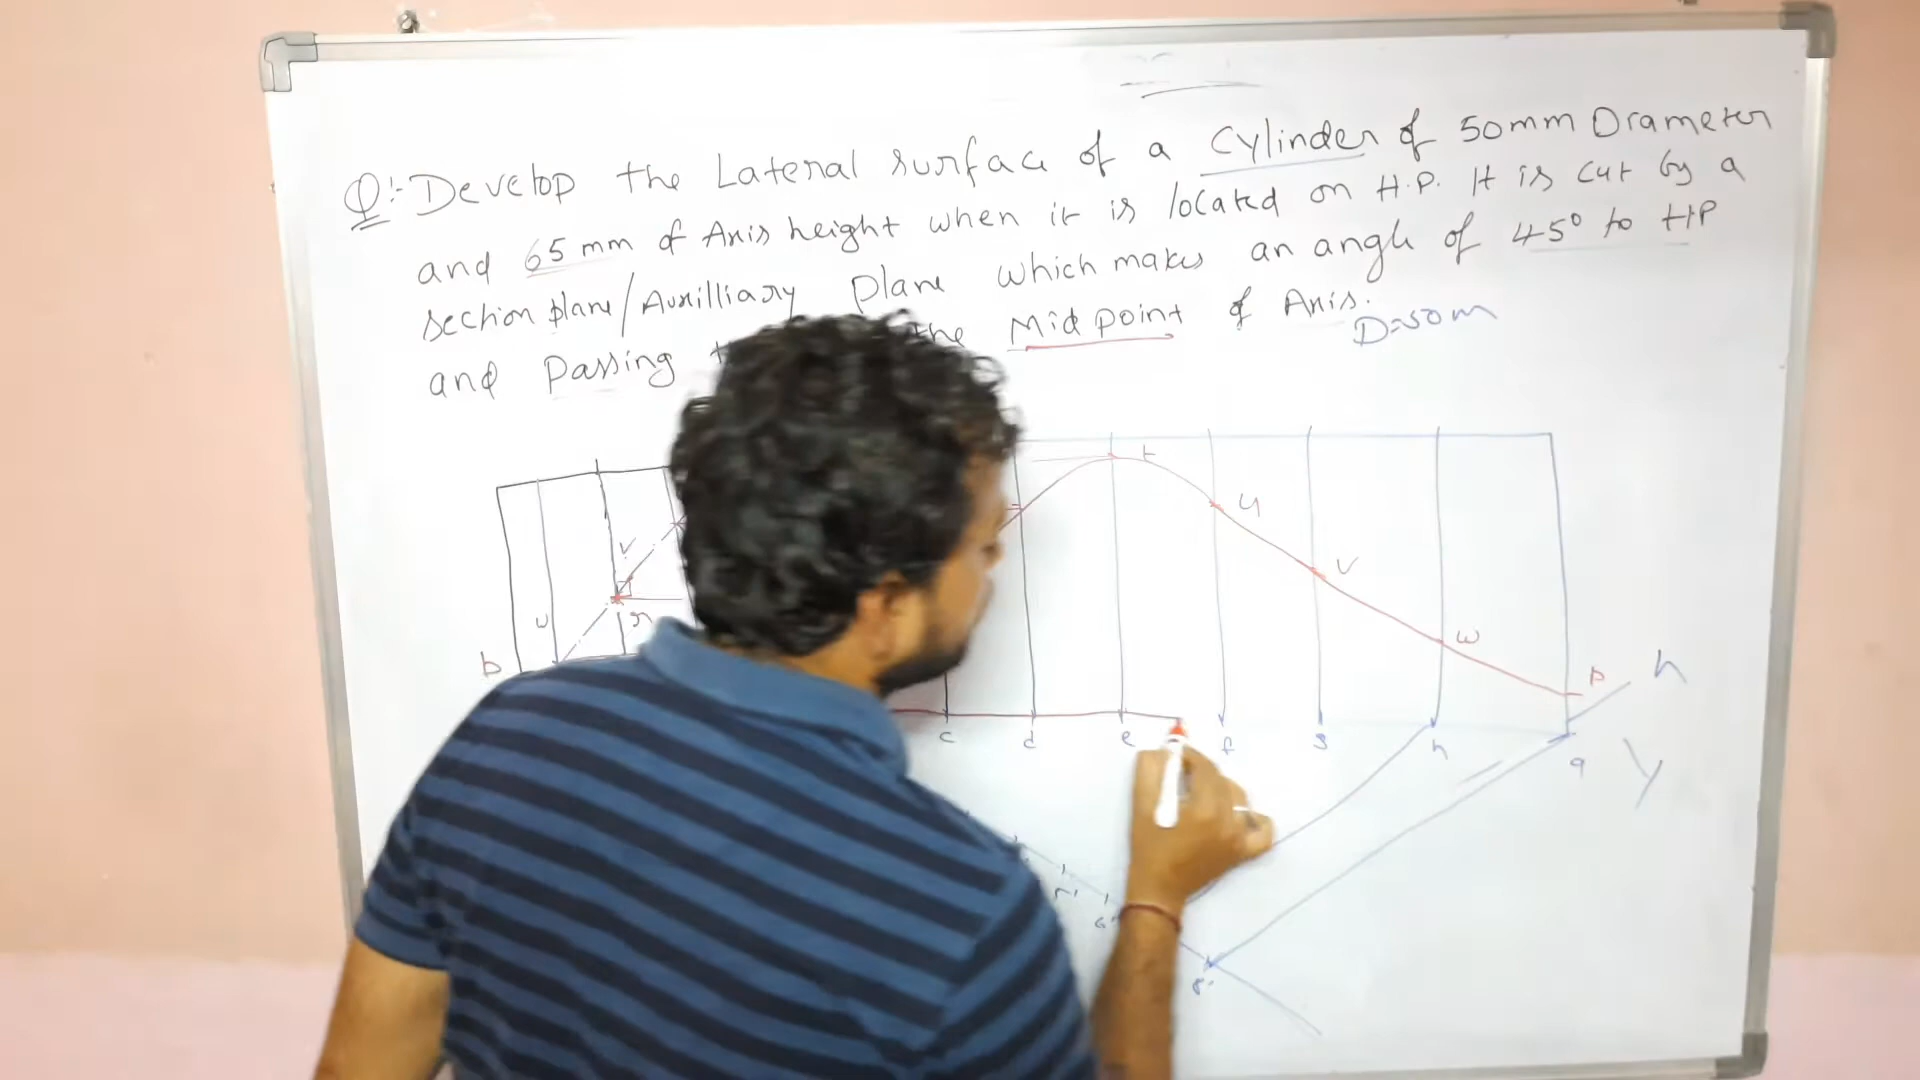 Q:- Develop the Lateral surface of a Cylinder of 50mm Diameter
and 65 mm of Axis height when it is located on H.P. It is cut by a
section plane/Auxilliary plane which makes an angle of 45° to HP
and Passing the Midpoint of Axis.
D=50m
t
u
v
v
w
u
b
p
h
c d e f g h a
y